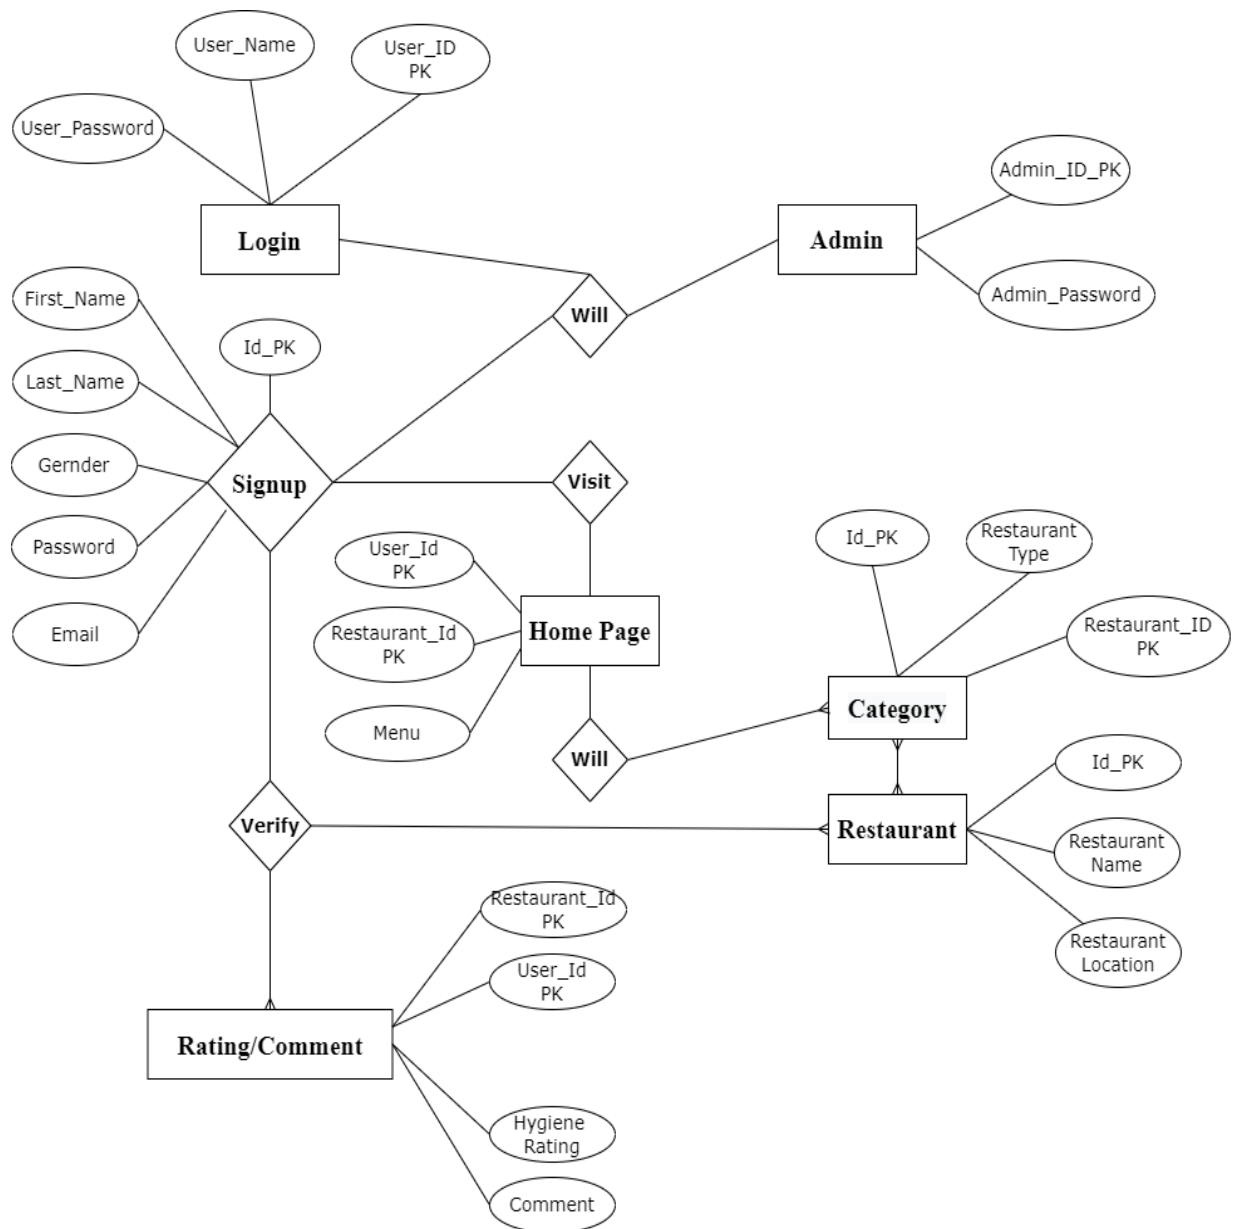 User_Name
User_ID
PK
User_Password
Login
Admin
Admin_ID_PK
Admin_Password
Will
First_Name
Id_PK
Last_Name
Gernder
Signup
Password
Email
Visit
User_Id
PK
Restaurant_Id
PK
Home Page
Menu
Will
Id_PK
Restaurant
Type
Restaurant_ID
PK
Category
Id_PK
Restaurant
Restaurant
Name
Restaurant
Location
Verify
Restaurant_Id
PK
User_Id
PK
Rating/Comment
Hygiene
Rating
Comment